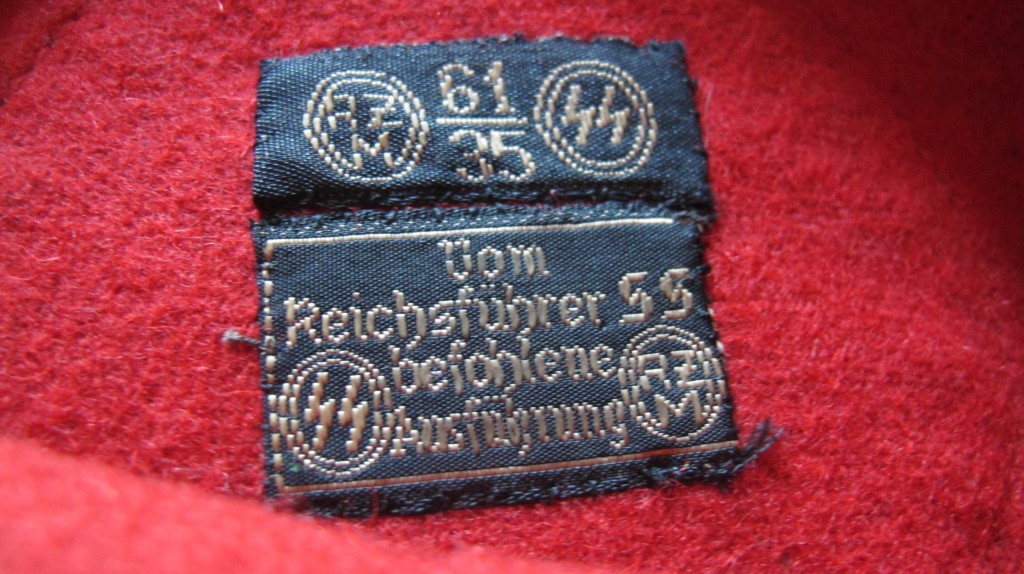 RZM 61 SS
35
Vom
Reichsführer SS
befohlene
SS Ausführung RZM